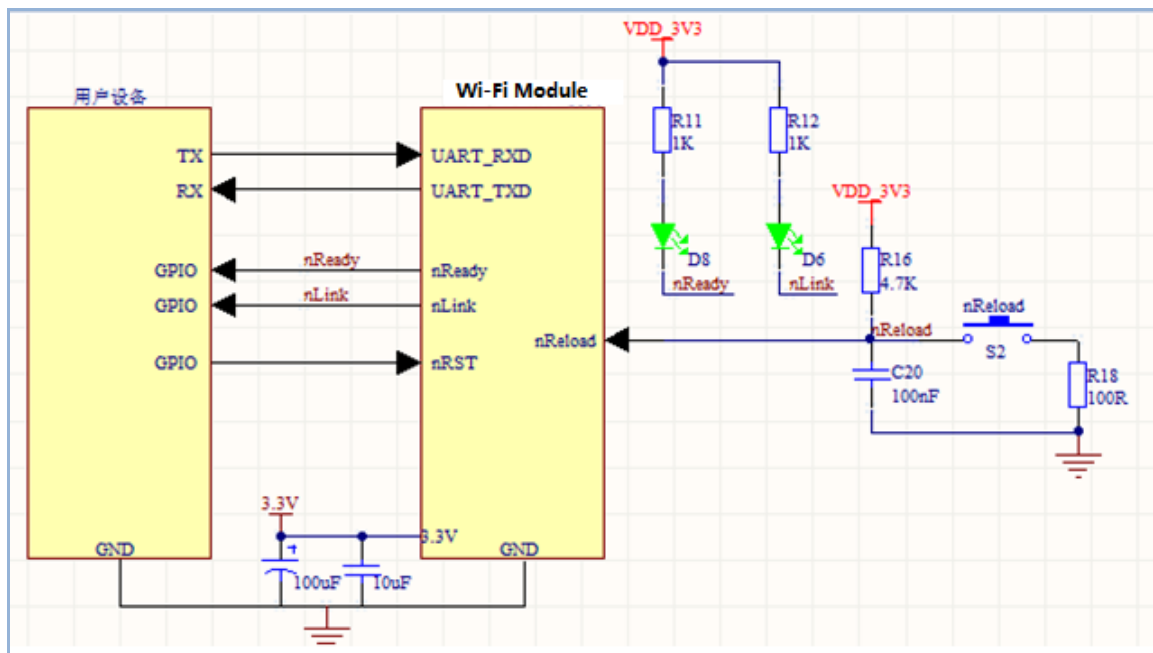 VDD_3V3
用户设备
Wi-Fi Module
R11
1K
R12
1K
TX
UART_RXD
RX
UART_TXD
VDD_3V3
D8
D6
R16
4.7K
GPIO
nReady
nReady
nReady
nLink
GPIO
nLink
nLink
nReload
nReload
nReload
S2
GPIO
nRST
C20
100nF
R18
100R
3.3V
3.3V
GND
GND
+
100uF
10uF